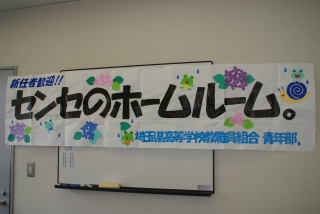 新任者歓迎!!
センセのホームルーム。
埼玉県高等学校教職員組合 青年部